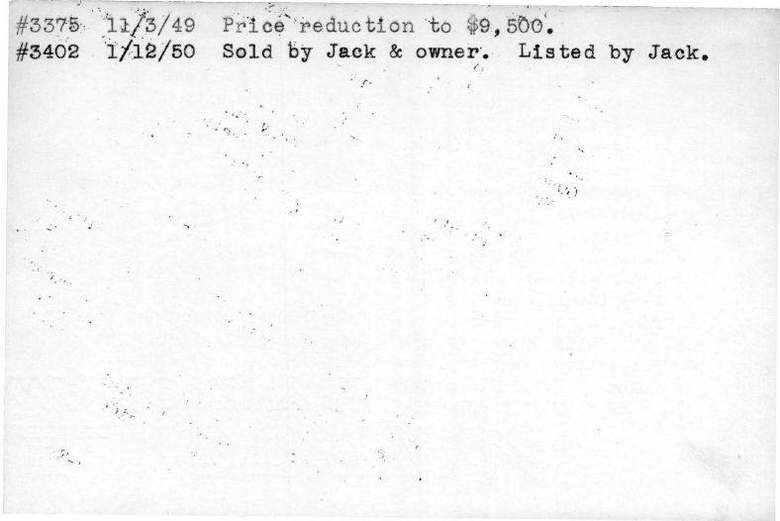 #3375 11/3/49 Price reduction to $9,500.
#3402 1/12/50 Sold by Jack & owner. Listed by Jack.